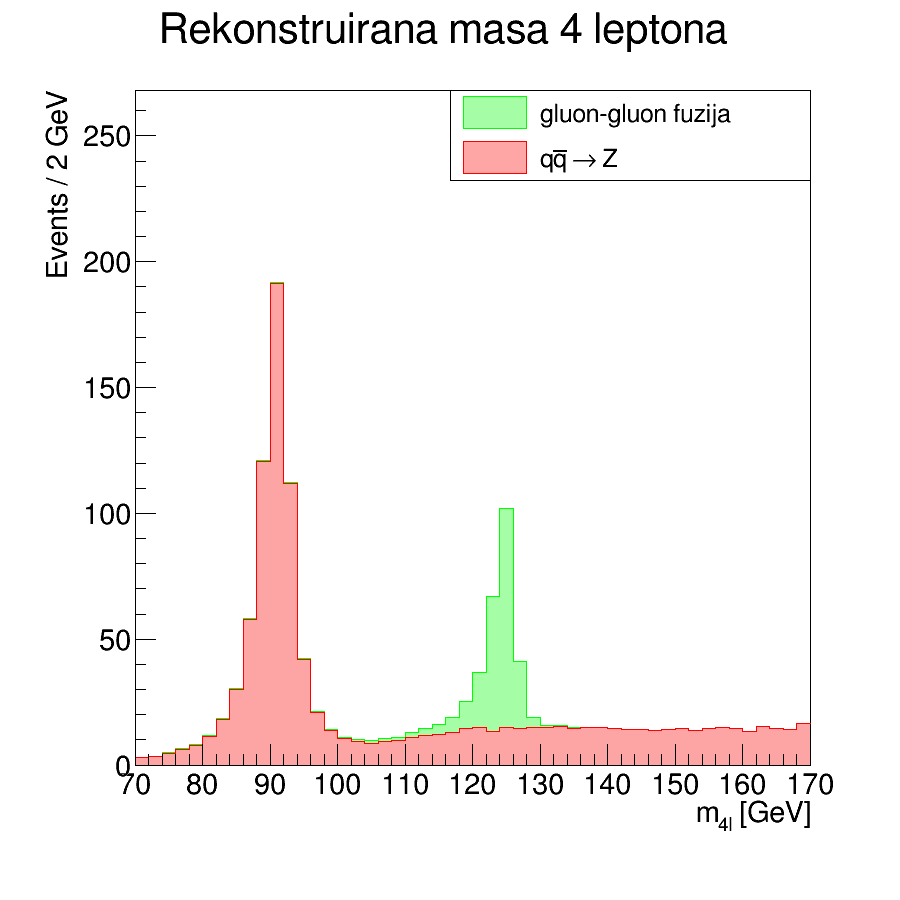 Rekonstruirana masa 4 leptona
Events / 2 GeV
250
200
150
100
50
0
gluon-gluon fuzija
qq̅ → Z
70 80 90 100 110 120 130 140 150 160 170
m4l [GeV]